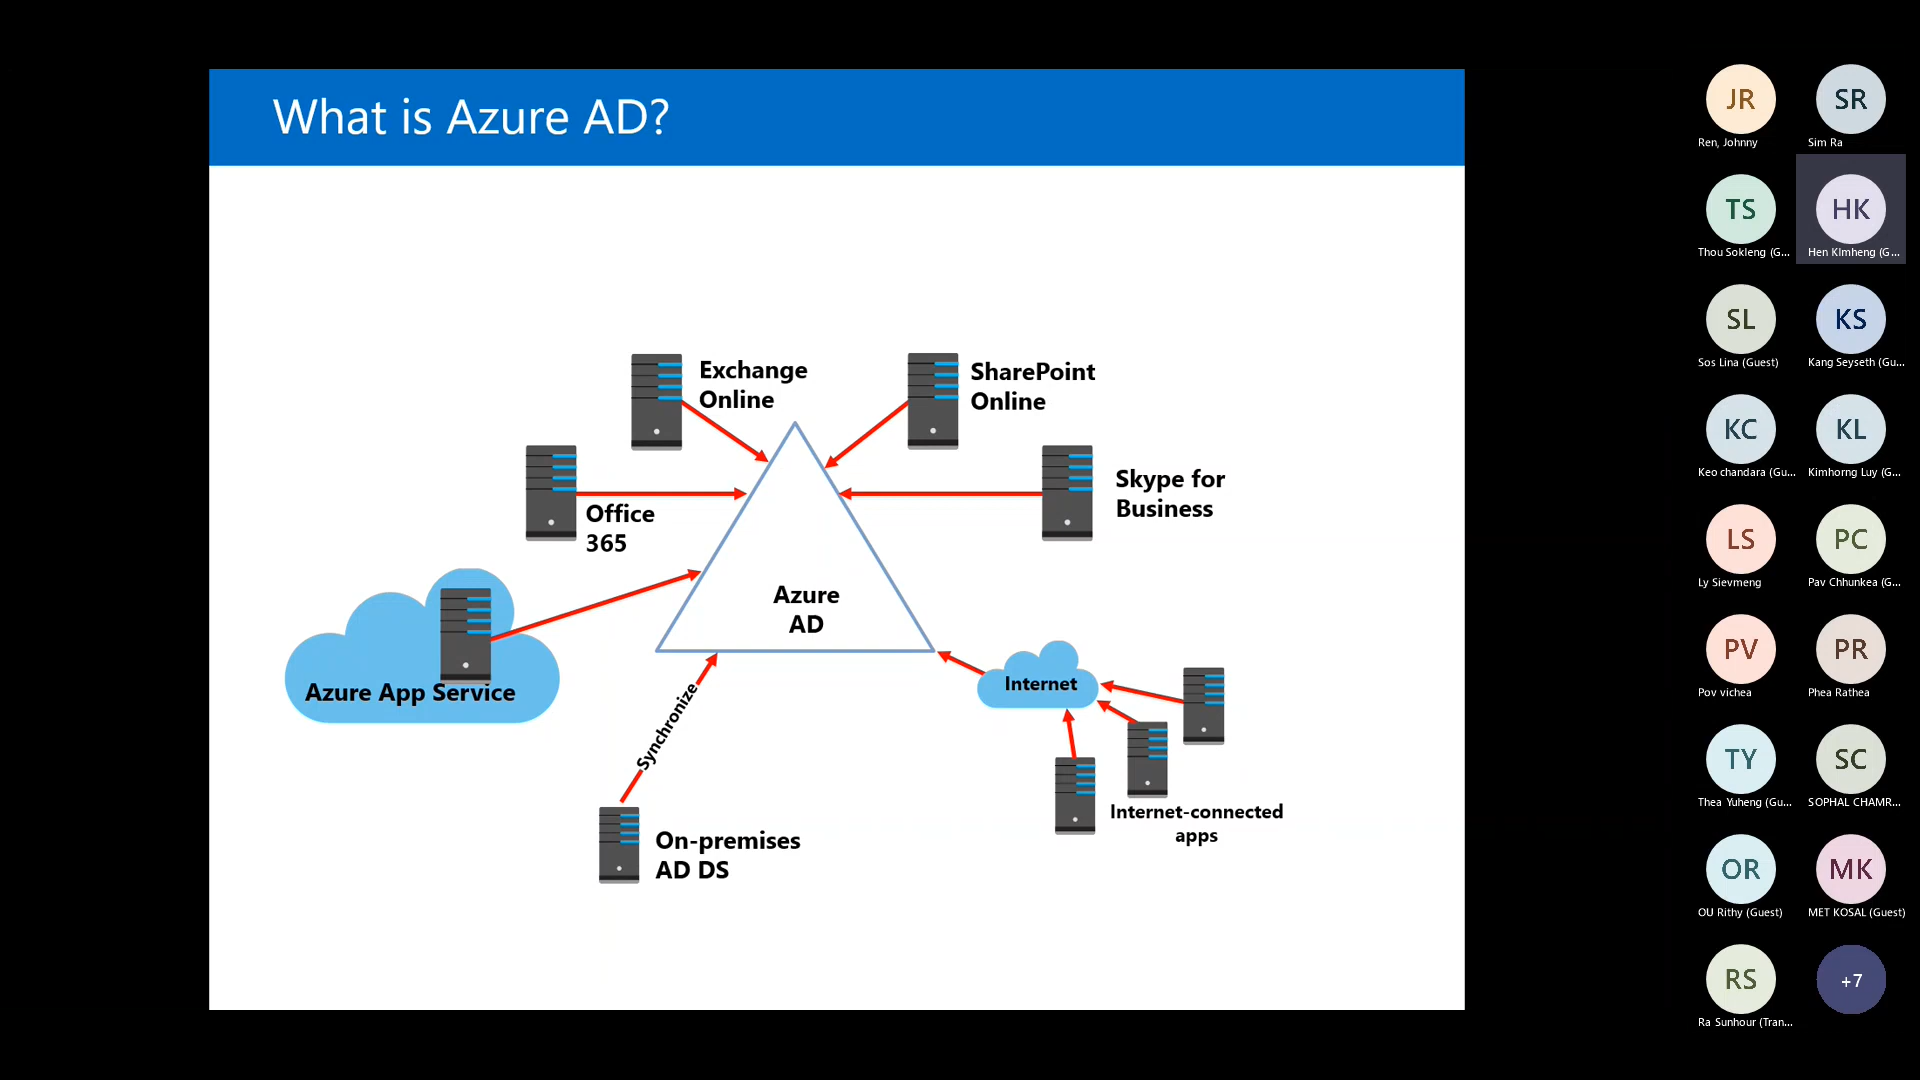 What is Azure AD?
Exchange
Online
SharePoint
Online
Office
365
Skype for
Business
Azure
AD
Azure App Service
Internet
Synchronize
Internet-connected
apps
On-premises
AD DS
JR
Ren, Johnny
SR
Sim Ra
TS
Thou Sokleng (G...
HK
Hen KImheng (G...
SL
Sos Lina (Guest)
KS
Kang Seyseth (Gu...
KC
Keo chandara (Gu...
KL
Kimhorng Luy (G...
LS
Ly Sievmeng
PC
Pav Chhunkea (G...
PV
Pov vichea
PR
Phea Rathea
TY
Thea Yuheng (Gu...
SC
SOPHAL CHAMR...
OR
OU Rithy (Guest)
MK
MET KOSAL (Guest)
RS
Ra Sunhour (Tran...
+7